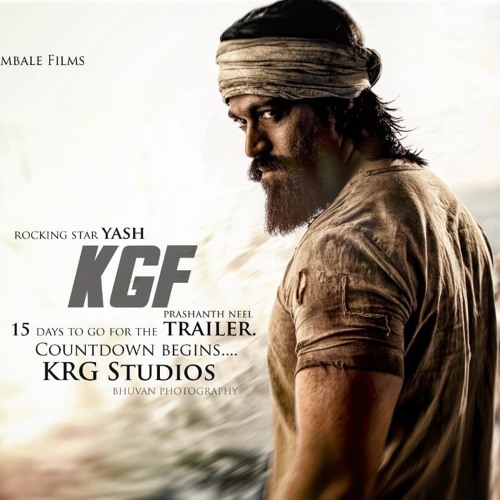 MBALE FILMS
ROCKING STAR YASH
KGF
PRASHANTH NEEL
15 DAYS TO GO FOR THE TRAILER.
COUNTDOWN BEGINS....
KRG STUDIOS
BHUVAN PHOTOGRAPHY